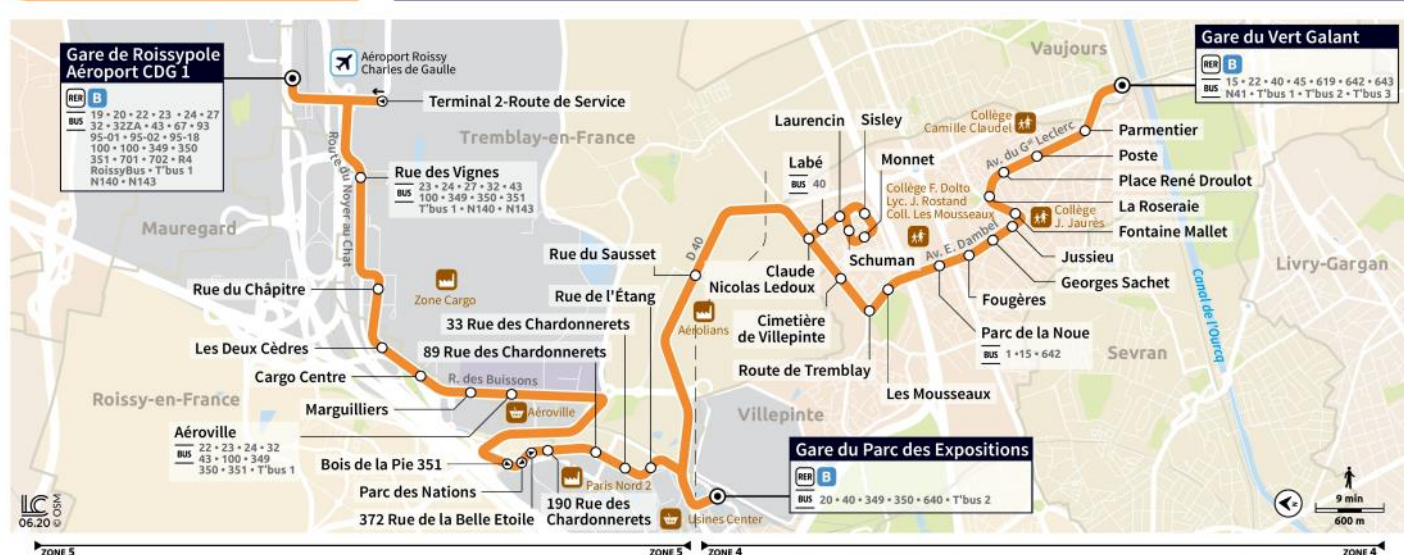 Gare de Roissypole
Aéroport CDG 1
RER B
BUS 19 • 20 • 22 • 23 • 24 • 27
32 • 32ZA • 43 • 67 • 93
95-01 • 95-02 • 95-18
100 • 100 • 349 • 350
351 • 701 • 702 • R4
RoissyBus • T'bus 1
N140 • N143
Aéroport Roissy
Charles de Gaulle
Terminal 2-Route de Service
Tremblay-en-France
Route du Noyer au Chat
Rue des Vignes
BUS 23 • 24 • 27 • 32 • 43
100 • 349 • 350 • 351
T'bus 1 • N140 • N143
Mauregard
Rue du Châpitre
Zone Cargo
Les Deux Cèdres
Cargo Centre
R. des Buissons
Marguilliers
Roissy-en-France
Aéroville
Aéroville
BUS 22 • 23 • 24 • 32
43 • 100 • 349
350 • 351 • T'bus 1
Bois de la Pie 351
Parc des Nations
372 Rue de la Belle Etoile
190 Rue des
Chardonnerets
Paris Nord 2
89 Rue des Chardonnerets
33 Rue des Chardonnerets
Rue de l'Étang
Usines Center
Gare du Parc des Expositions
RER B
BUS 20 • 40 • 349 • 350 • 640 • T'bus 2
Villepinte
Rue du Sausset
D 40
Aérolians
Claude
Nicolas Ledoux
Labé
BUS 40
Laurencin
Sisley
Monnet
Schuman
Cimetière
de Villepinte
Route de Tremblay
Les Mousseaux
Collège F. Dolto
Lyc. J. Rostand
Coll. Les Mousseaux
Av. E. Dambel
Parc de la Noue
BUS 1 • 15 • 642
Fougères
Georges Sachet
Jussieu
Fontaine Mallet
Collège
J. Jaurès
La Roseraie
Place René Droulot
Poste
Parmentier
Av. du Gal Leclerc
Collège
Camille Claudel
Vaujours
Gare du Vert Galant
RER B
BUS 15 • 22 • 40 • 45 • 619 • 642 • 643
N41 • T'bus 1 • T'bus 2 • T'bus 3
Livry-Gargan
Canal de l'Ourcq
Sevran
N
9 min
600 m
LC
06.20 © OSM
ZONE 5
ZONE 5
ZONE 4
ZONE 4